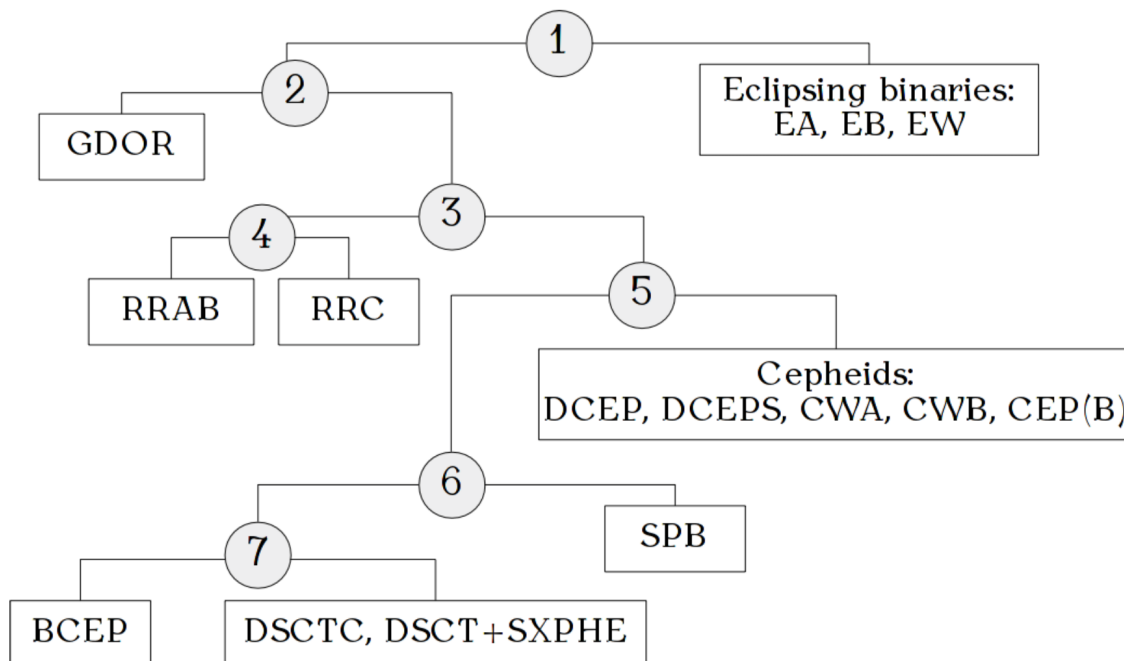 1
Eclipsing binaries:
EA, EB, EW
2
GDOR
3
4
RRAB
RRC
5
Cepheids:
DCEP, DCEPS, CWA, CWB, CEP(B)
6
SPB
7
BCEP
DSCTC, DSCT+SXPHE